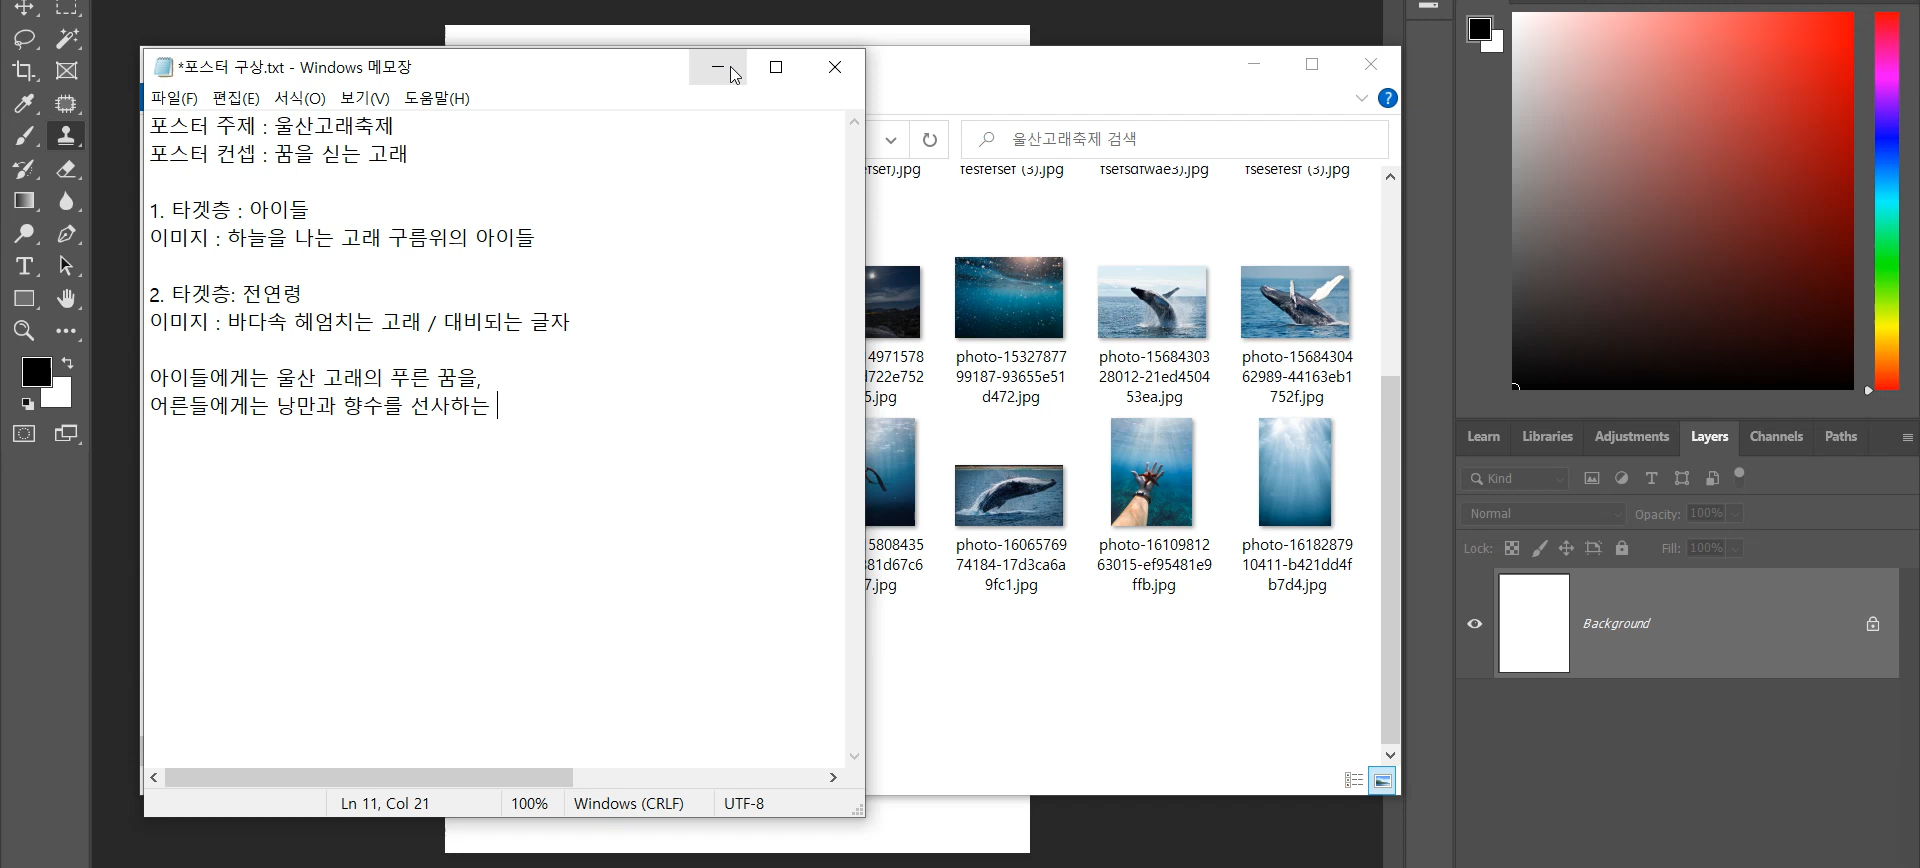 *포스터 구상.txt - Windows 메모장
파일(F) 편집(E) 서식(O) 보기(V) 도움말(H)
포스터 주제 : 울산고래축제
포스터 컨셉 : 꿈을 싣는 고래
1. 타겟층 : 아이들
이미지 : 하늘을 나는 고래 구름위의 아이들
2. 타겟층: 전연령
이미지 : 바다속 헤엄치는 고래 / 대비되는 글자
아이들에게는 울산 고래의 푸른 꿈을,
어른들에게는 낭만과 향수를 선사하는
Ln 11, Col 21 100% Windows (CRLF) UTF-8
?
울산고래축제 검색
fesfefsef (3).jpg
fsefsdfwae3).jpg
fsesefesf (3).jpg
photo-15327877
99187-93655e51
d472.jpg
photo-15684303
28012-21ed4504
53ea.jpg
photo-15684304
62989-44163eb1
752f.jpg
photo-16065769
74184-17d3ca6a
9fc1.jpg
photo-16109812
63015-ef95481e9
ffb.jpg
photo-16182879
10411-b421dd4f
b7d4.jpg
Learn Libraries Adjustments Layers Channels Paths
Kind
Normal Opacity: 100%
Lock: Fill: 100%
Background